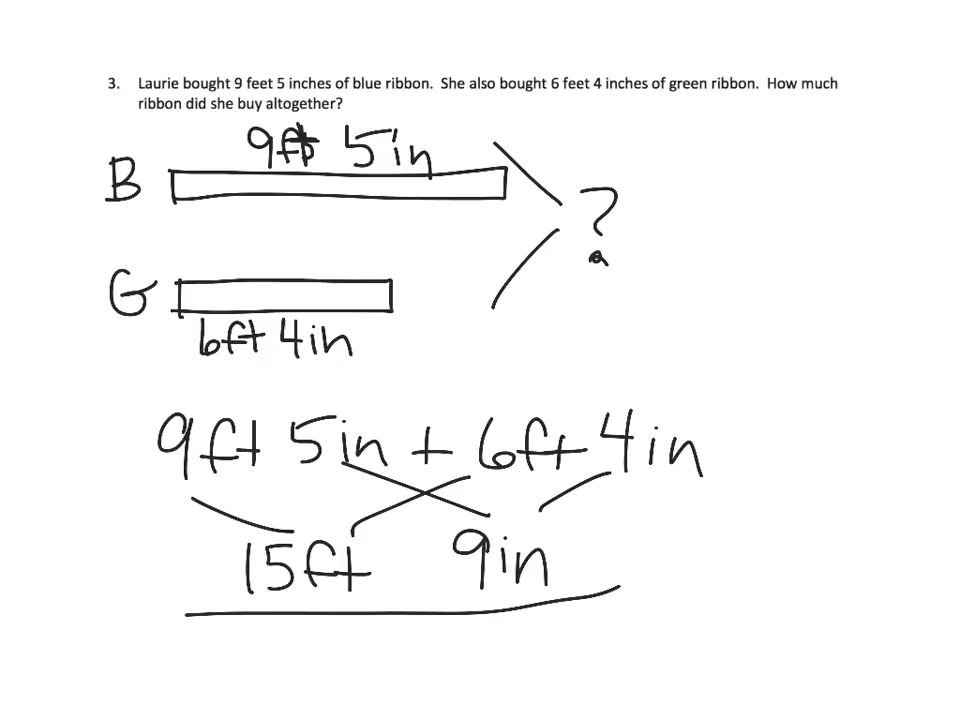 3. Laurie bought 9 feet 5 inches of blue ribbon. She also bought 6 feet 4 inches of green ribbon. How much
ribbon did she buy altogether?
9ft 5in
B
?
G
6ft 4in
9ft 5in + 6ft 4in
15ft 9in